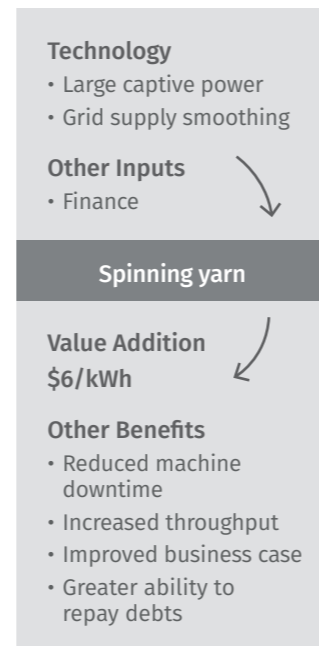 Technology
• Large captive power
• Grid supply smoothing
Other Inputs
• Finance
Spinning yarn
Value Addition
$6/kWh
Other Benefits
• Reduced machine
downtime
• Increased throughput
• Improved business case
• Greater ability to
repay debts